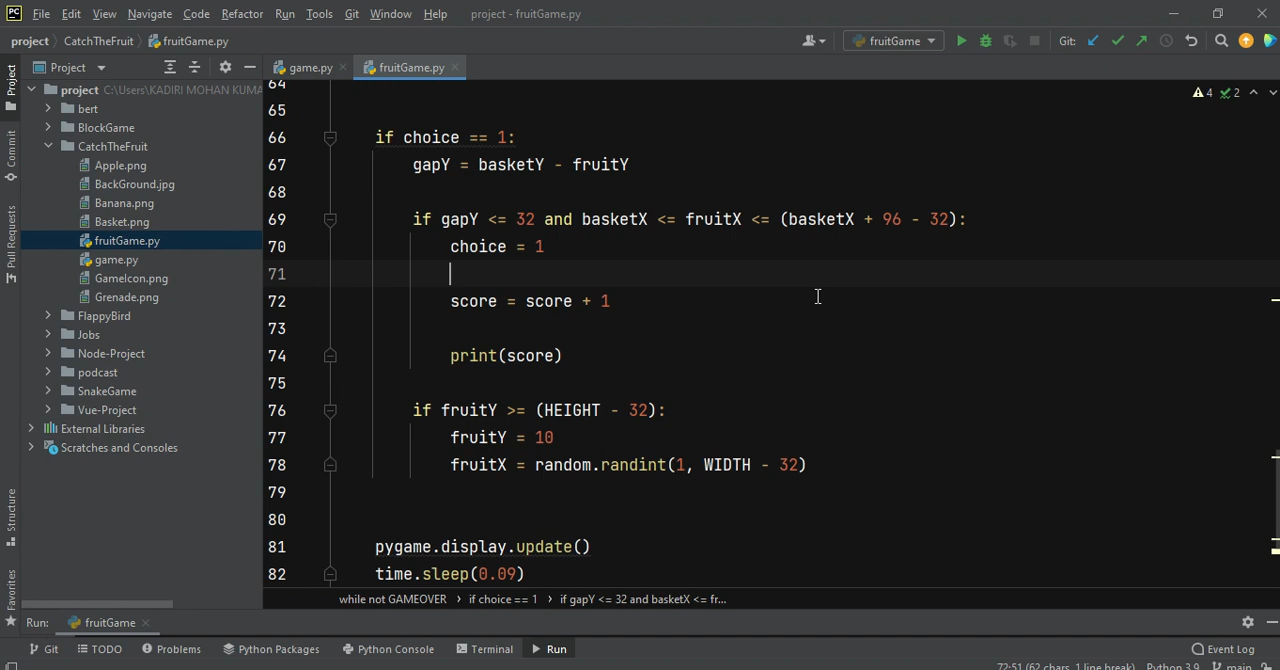 PC File Edit View Navigate Code Refactor Run Tools Git Window Help project - fruitGame.py
project CatchTheFruit fruitGame.py fruitGame Git:
Project game.py fruitGame.py
project C:\Users\KADIRI MOHAN KUMA
bert
BlockGame
CatchTheFruit
Apple.png
BackGround.jpg
Banana.png
Basket.png
fruitGame.py
game.py
GameIcon.png
Grenade.png
FlappyBird
Jobs
Node-Project
podcast
SnakeGame
Vue-Project
External Libraries
Scratches and Consoles
Project
Commit
Pull Requests
Structure
Favorites
4 2
64
65
66 if choice == 1:
67 gapY = basketY - fruitY
68
69 if gapY <= 32 and basketX <= fruitX <= (basketX + 96 - 32):
70 choice = 1
71
72 score = score + 1
73
74 print(score)
75
76 if fruitY >= (HEIGHT - 32):
77 fruitY = 10
78 fruitX = random.randint(1, WIDTH - 32)
79
80
81 pygame.display.update()
82 time.sleep(0.09)
while not GAMEOVER > if choice == 1 > if gapY <= 32 and basketX <= fr...
Run: fruitGame
Git TODO Problems Python Packages Python Console Terminal Run Event Log
72:51 (62 chars, 1 line break) Python 3.9 main